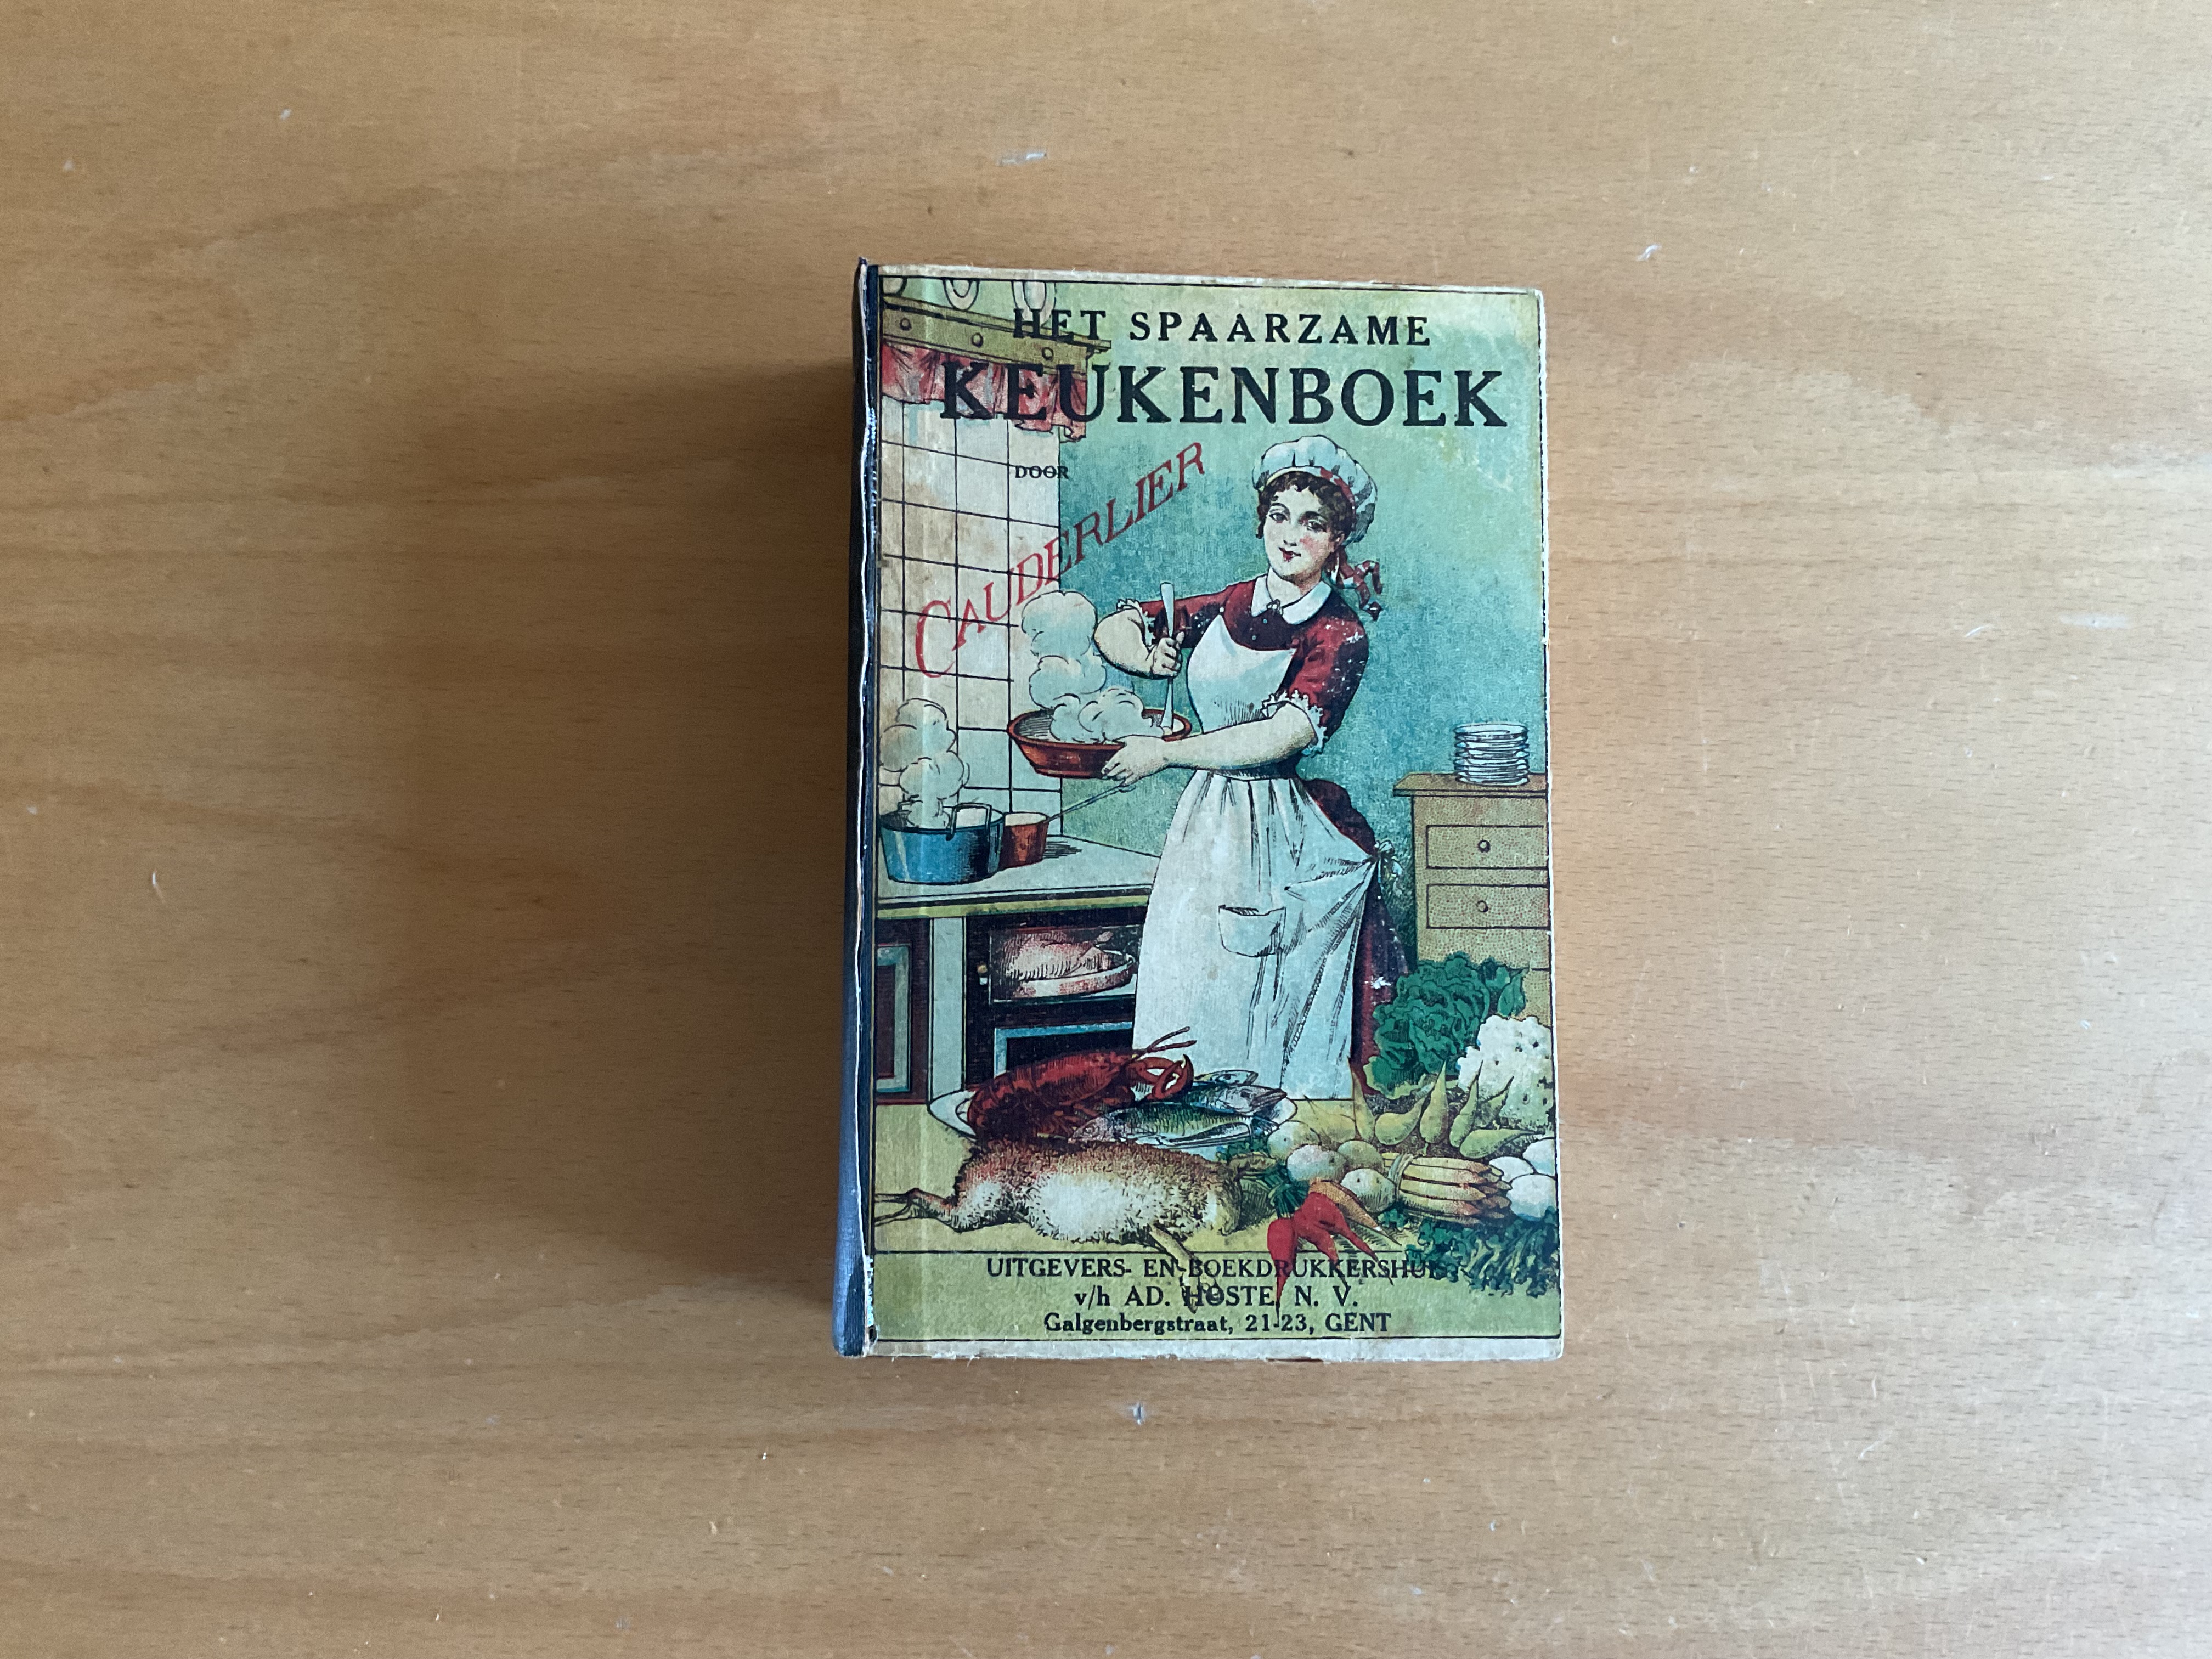 HET SPAARZAME
KEUKENBOEK
DOOR
CAUDERLIER
UITGEVERS- EN BOEKDRUKKERSHUIS
v/h AD. HOSTE, N. V.
Galgenbergstraat, 21-23, GENT